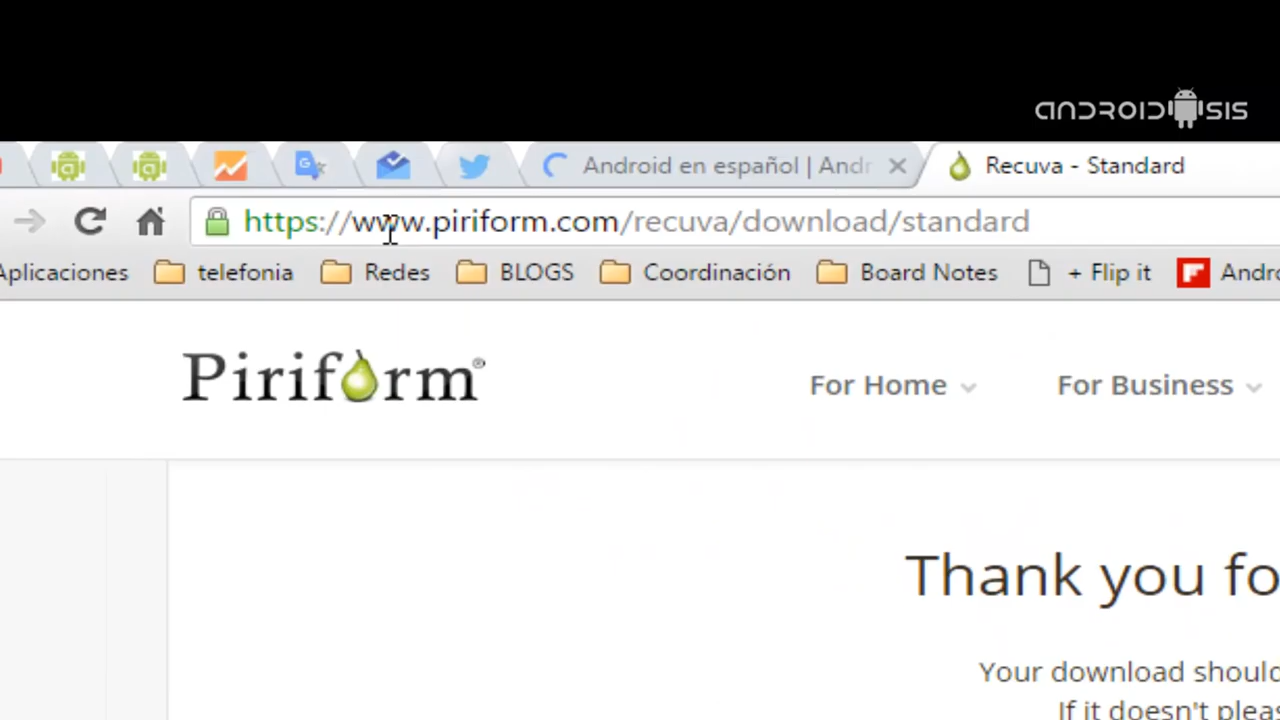 ANDROIDSIS
Android en español | Andr
Recuva - Standard
https://www.piriform.com/recuva/download/standard
Aplicaciones telefonia Redes BLOGS Coordinación Board Notes + Flip it Andro
Piriform®
For Home For Business
Thank you fo
Your download should
If it doesn't pleas